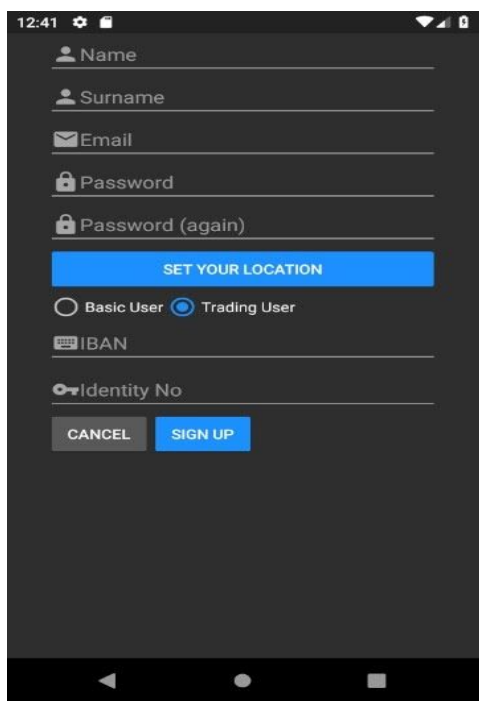 12:41
Name
Surname
Email
Password
Password (again)
SET YOUR LOCATION
Basic User Trading User
IBAN
Identity No
CANCEL SIGN UP